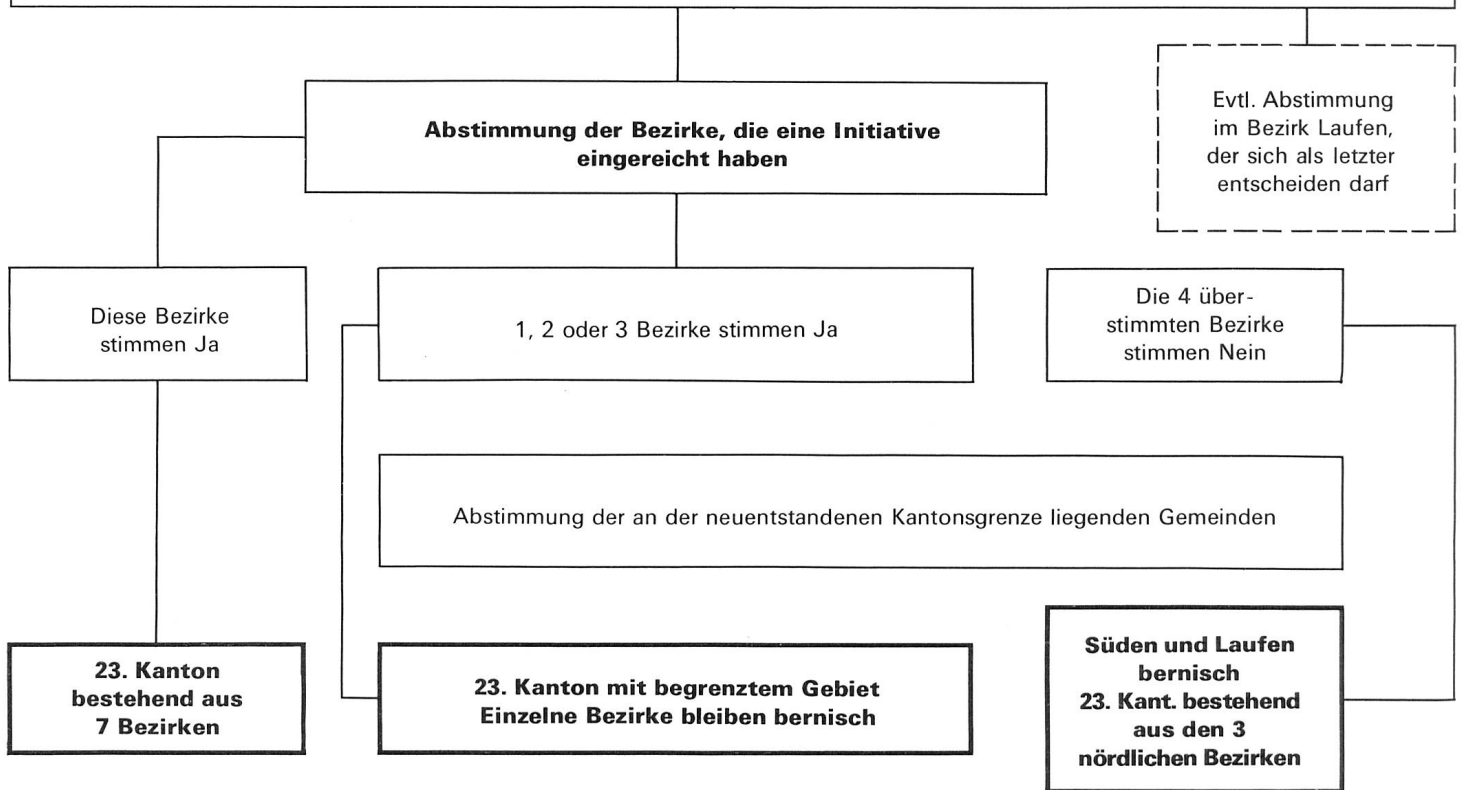 Abstimmung der Bezirke, die eine Initiative
eingereicht haben
Evtl. Abstimmung
im Bezirk Laufen,
der sich als letzter
entscheiden darf
Diese Bezirke
stimmen Ja
1, 2 oder 3 Bezirke stimmen Ja
Die 4 über-
stimmten Bezirke
stimmen Nein
Abstimmung der an der neuentstandenen Kantonsgrenze liegenden Gemeinden
23. Kanton
bestehend aus
7 Bezirken
23. Kanton mit begrenztem Gebiet
Einzelne Bezirke bleiben bernisch
Süden und Laufen
bernisch
23. Kant. bestehend
aus den 3
nördlichen Bezirken